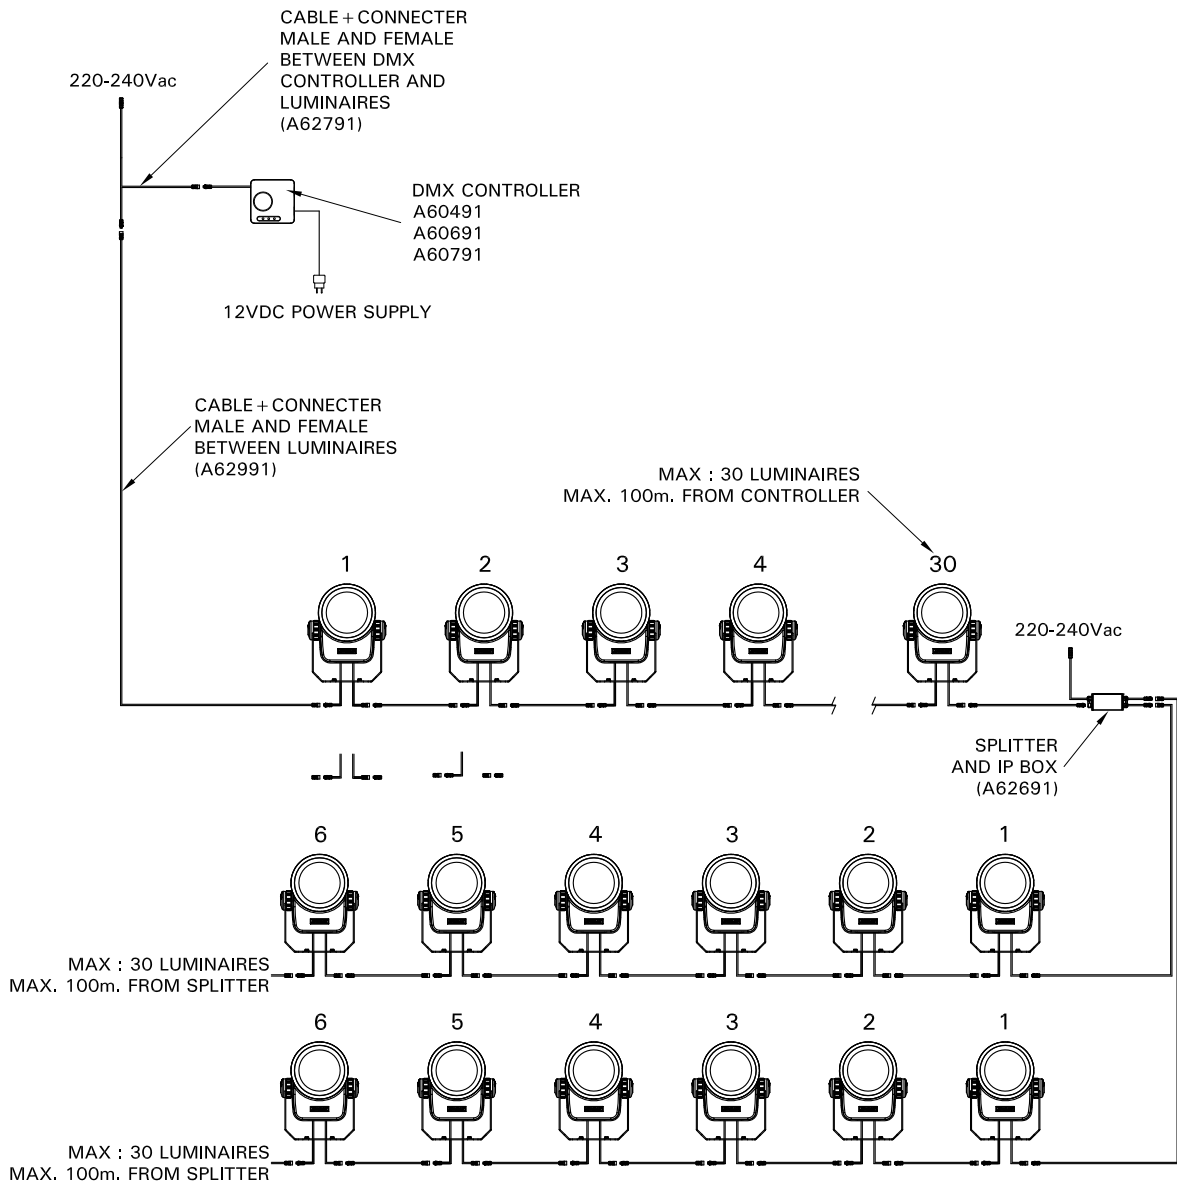 CABLE+CONNECTER
MALE AND FEMALE
BETWEEN DMX
CONTROLLER AND
LUMINAIRES
(A62791)
220-240Vac
DMX CONTROLLER
A60491
A60691
A60791
12VDC POWER SUPPLY
CABLE+CONNECTER
MALE AND FEMALE
BETWEEN LUMINAIRES
(A62991)
MAX : 30 LUMINAIRES
MAX. 100m. FROM CONTROLLER
1 2 3 4 30
220-240Vac
SPLITTER
AND IP BOX
(A62691)
6 5 4 3 2 1
MAX : 30 LUMINAIRES
MAX. 100m. FROM SPLITTER
6 5 4 3 2 1
MAX : 30 LUMINAIRES
MAX. 100m. FROM SPLITTER